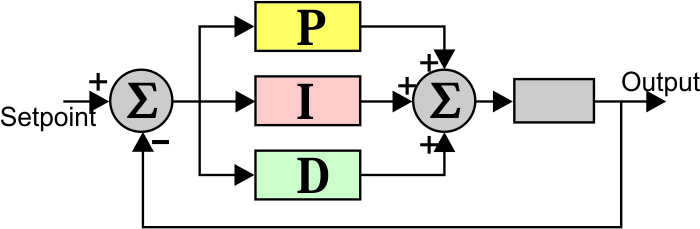 P
Output
+
+
+
Σ
I
Σ
Setpoint
−
+
D